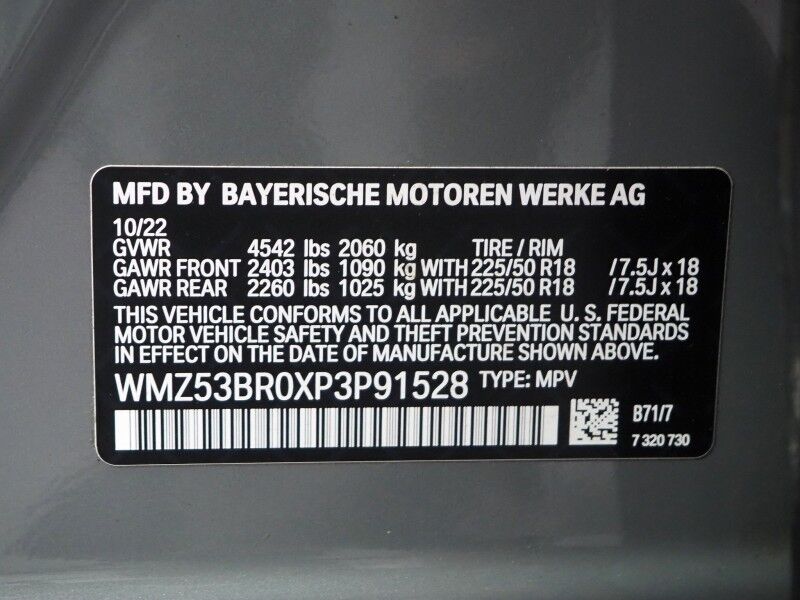 MFD BY BAYERISCHE MOTOREN WERKE AG
10/22
GVWR 4542 lbs 2060 kg TIRE / RIM
GAWR FRONT 2403 lbs 1090 kg WITH 225/50 R18 / 7.5J x 18
GAWR REAR 2260 lbs 1025 kg WITH 225/50 R18 / 7.5J x 18
THIS VEHICLE CONFORMS TO ALL APPLICABLE U. S. FEDERAL
MOTOR VEHICLE SAFETY AND THEFT PREVENTION STANDARDS
IN EFFECT ON THE DATE OF MANUFACTURE SHOWN ABOVE.
WMZ53BR0XP3P91528 TYPE: MPV
B71/7
7 320 730